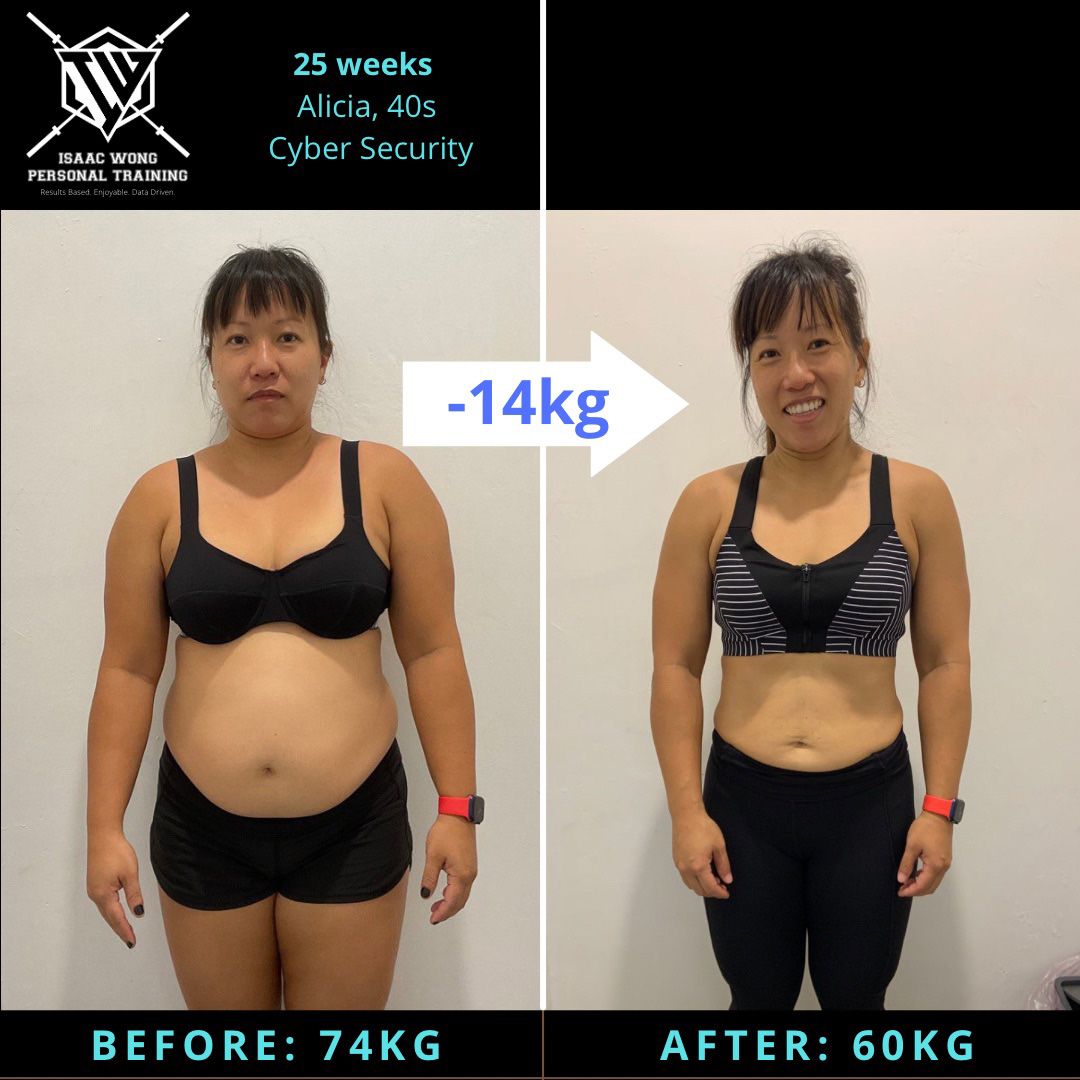 25 weeks
Alicia, 40s
Cyber Security
ISAAC WONG
PERSONAL TRAINING
Results Based. Enjoyable. Data Driven.
-14kg
BEFORE: 74KG
AFTER: 60KG